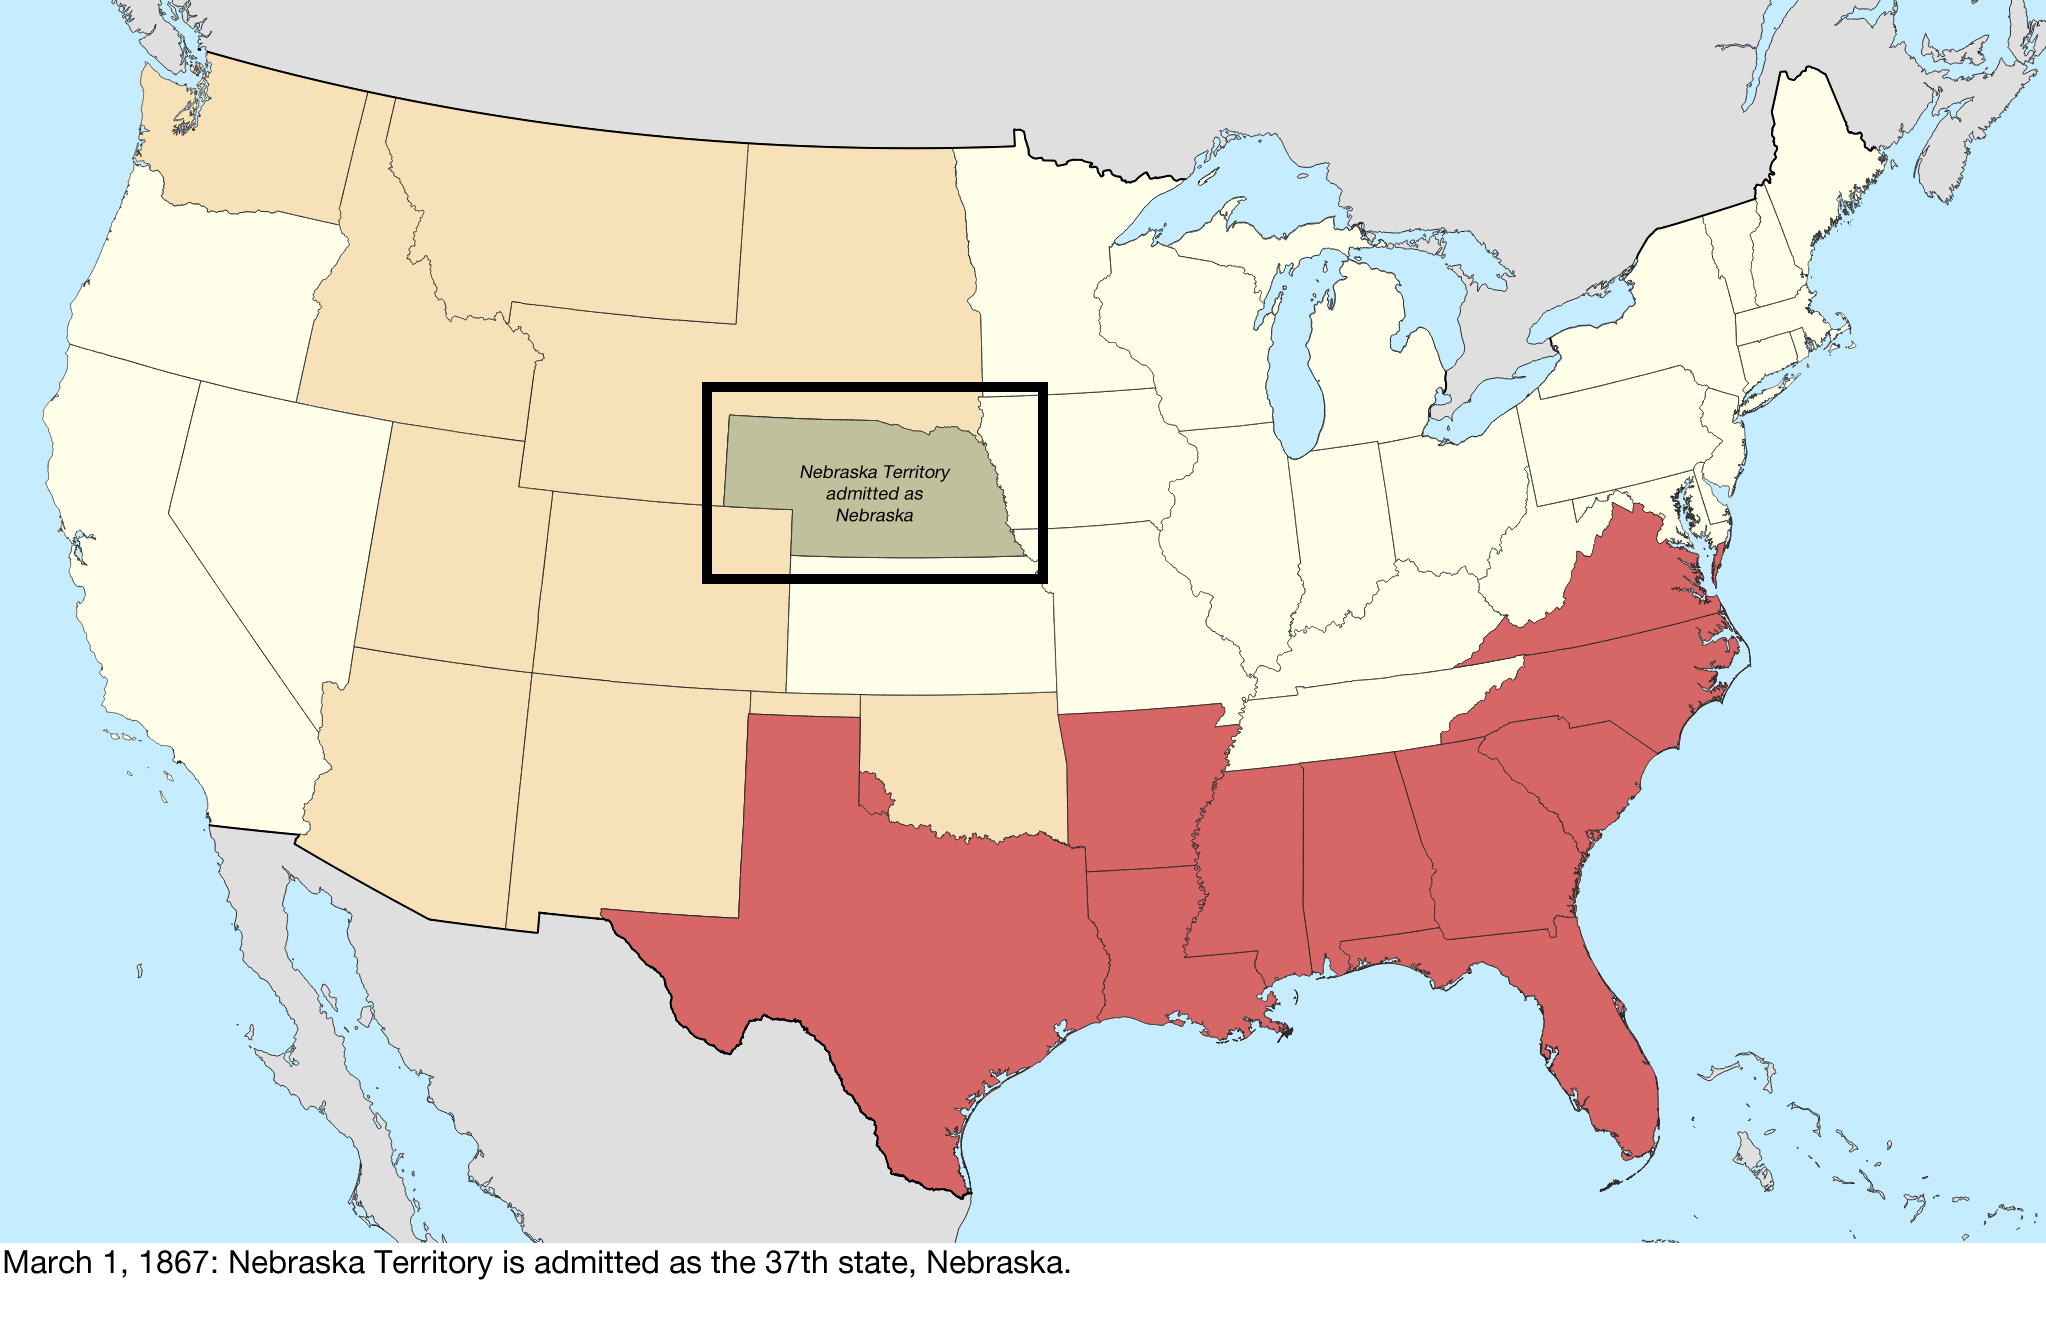 Nebraska Territory
admitted as
Nebraska
March 1, 1867: Nebraska Territory is admitted as the 37th state, Nebraska.